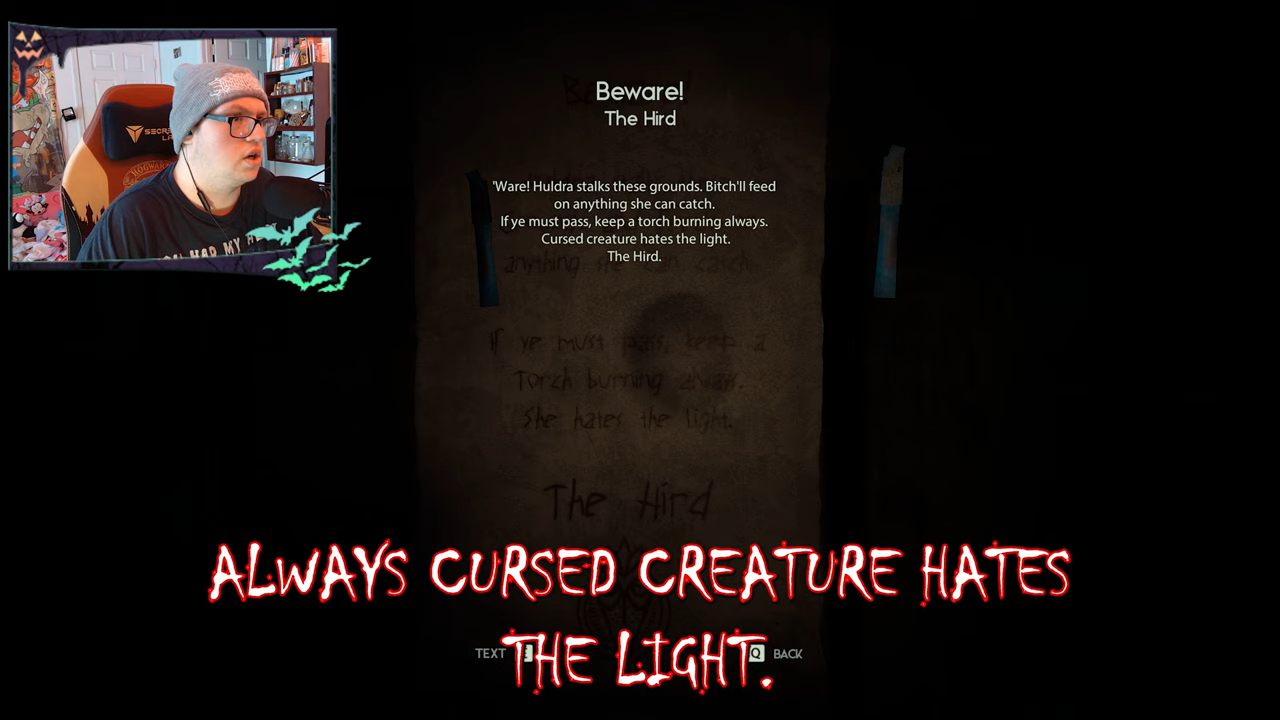 Beware!
The Hird
'Ware! Huldra stalks these grounds. Bitch'll feed
on anything she can catch.
If ye must pass, keep a torch burning always.
Cursed creature hates the light.
The Hird.
anything she can catch
If ye must pass, keep a
Torch burning always.
She hates the light.
The Hird
ALWAYS CURSED CREATURE HATES
THE LIGHT.
TEXT
Q BACK
HOGWARTS